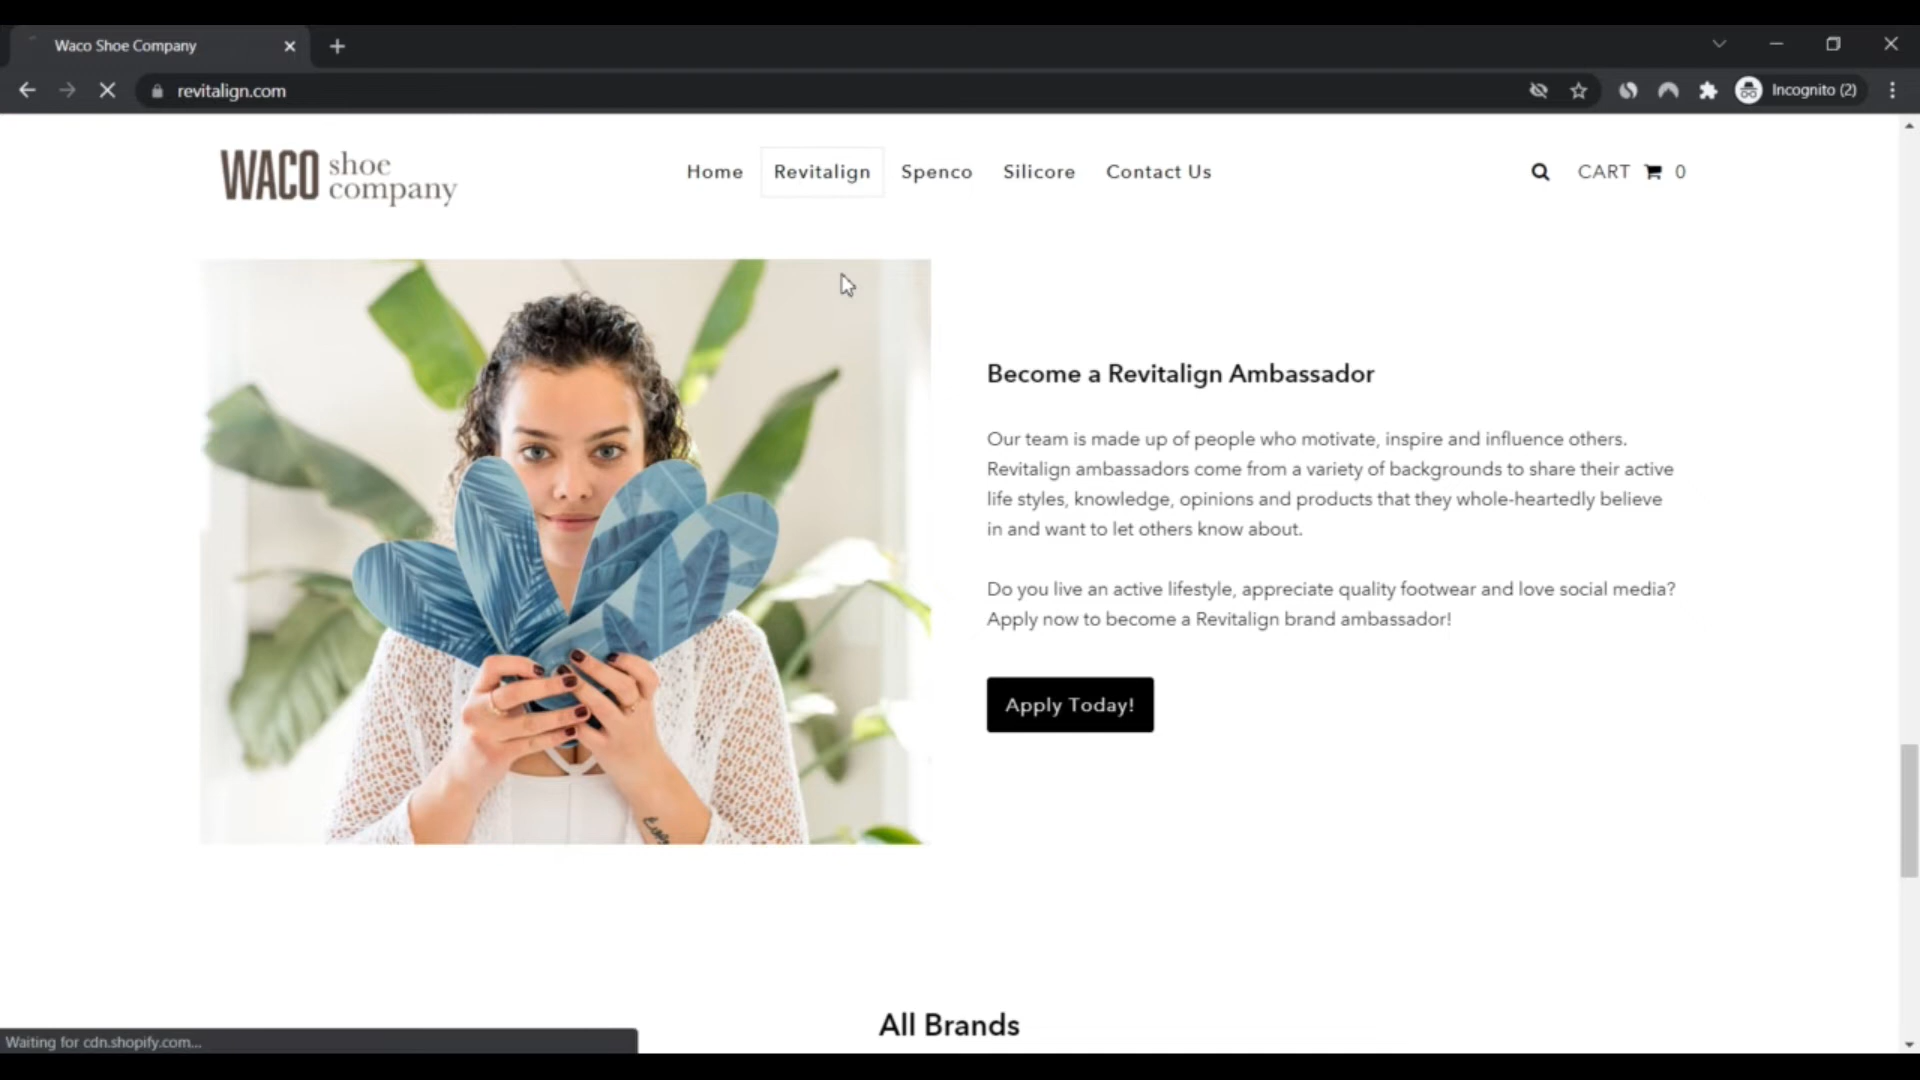 Waco Shoe Company
revitalign.com
Incognito (2)
WACO shoe company
Home Revitalign Spenco Silicore Contact Us
CART 0
Become a Revitalign Ambassador
Our team is made up of people who motivate, inspire and influence others.
Revitalign ambassadors come from a variety of backgrounds to share their active
life styles, knowledge, opinions and products that they whole-heartedly believe
in and want to let others know about.
Do you live an active lifestyle, appreciate quality footwear and love social media?
Apply now to become a Revitalign brand ambassador!
Apply Today!
All Brands
Waiting for cdn.shopify.com...